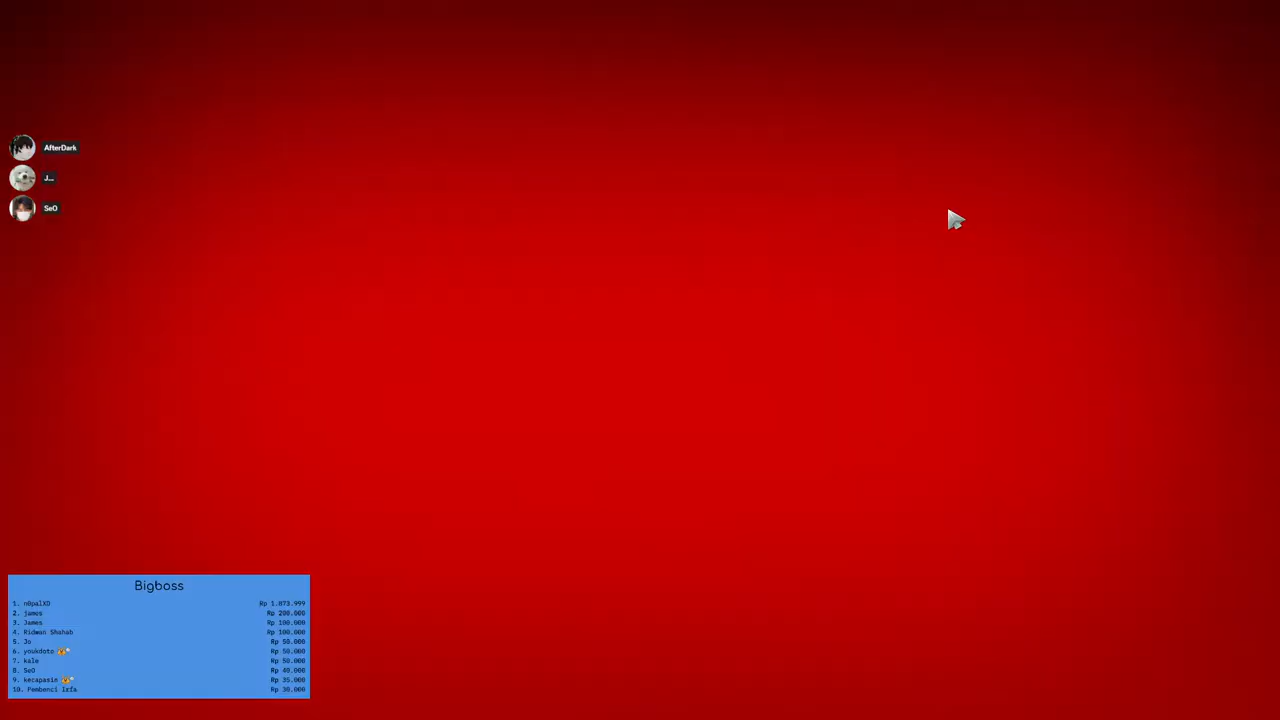 AfterDark
J...
SeO
Bigboss
1. n0palXD Rp 1.873.999
2. james Rp 200.000
3. James Rp 100.000
4. Ridwan Shahab Rp 100.000
5. Jo Rp 50.000
6. youkdoto Rp 50.000
7. kale Rp 50.000
8. SeO Rp 40.000
9. kecapasin Rp 35.000
10. Pembenci Irfa Rp 30.000